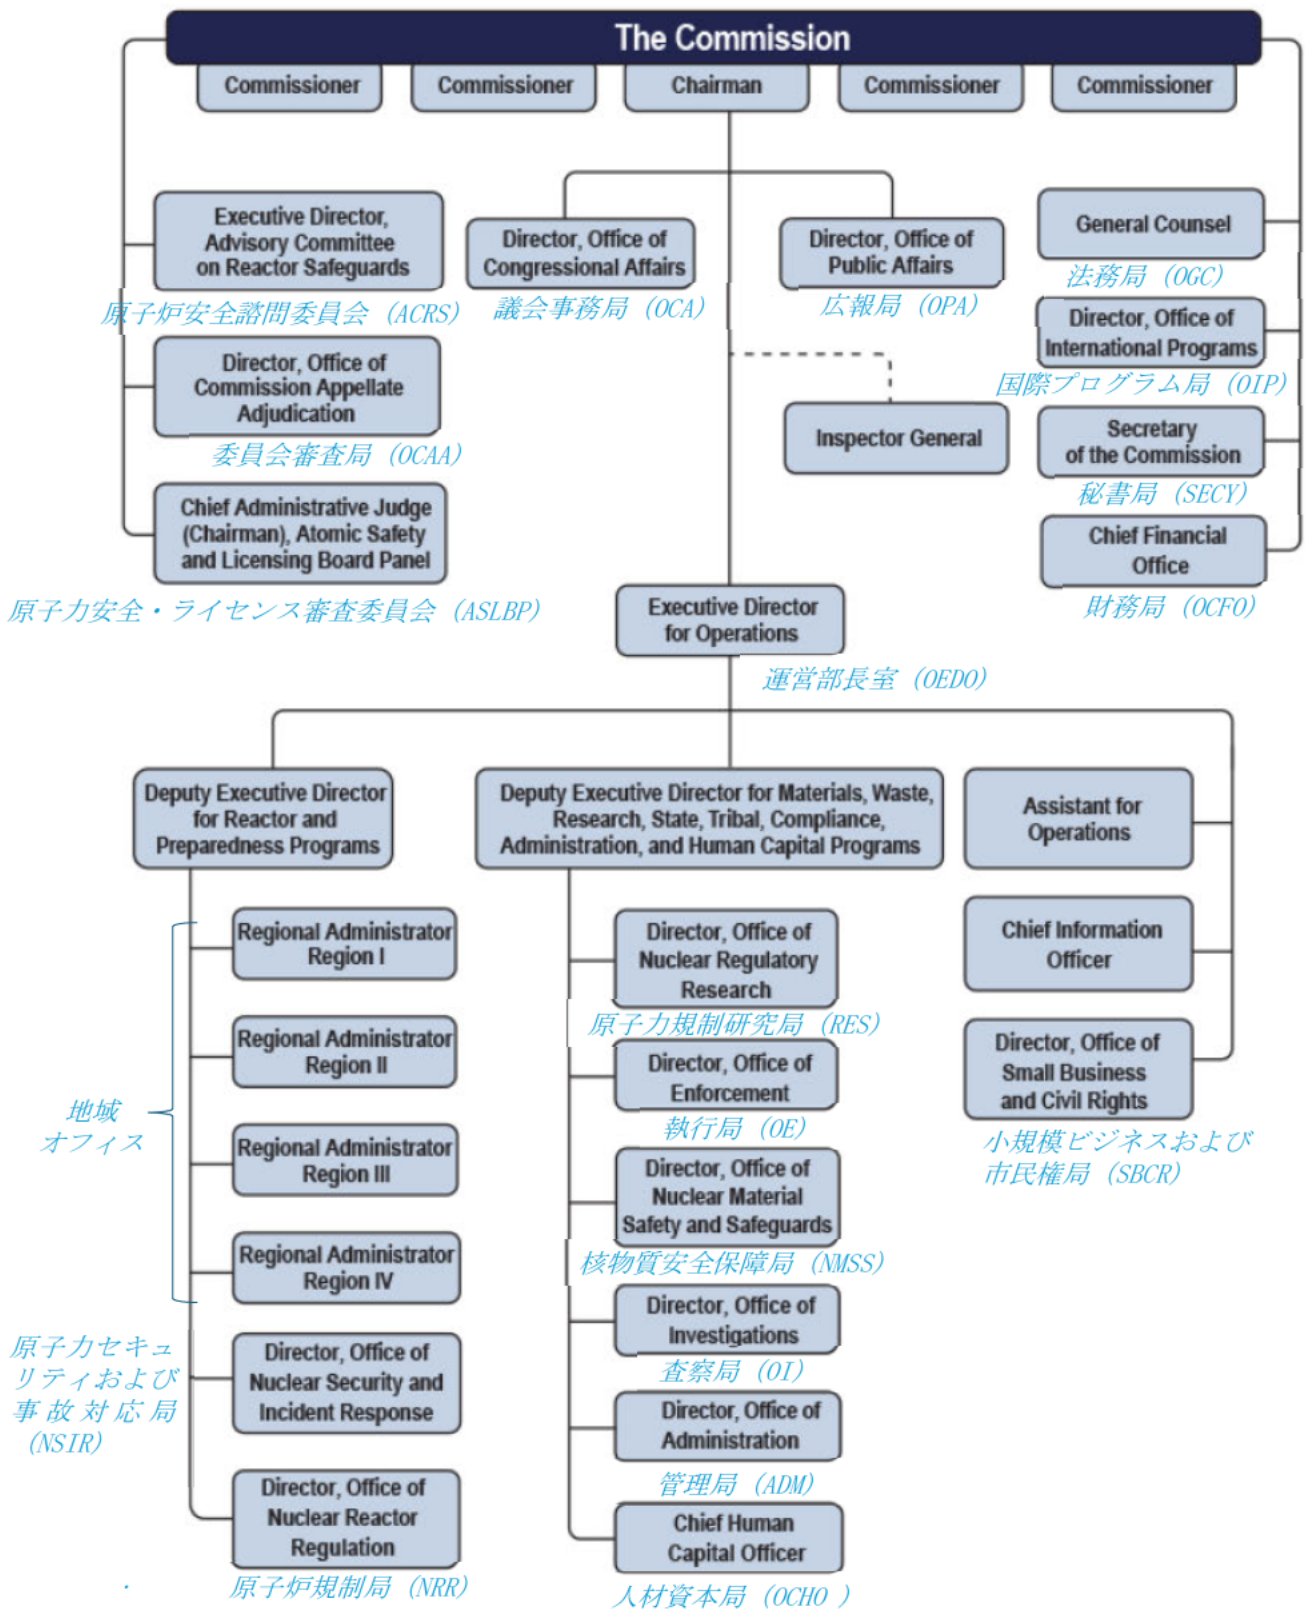 The Commission
Commissioner
Commissioner
Chairman
Commissioner
Commissioner
Executive Director,
Advisory Committee
on Reactor Safeguards
原子炉安全諮問委員会 (ACRS)
Director, Office of
Congressional Affairs
議会事務局 (OCA)
Director, Office of
Public Affairs
広報局 (OPA)
General Counsel
法務局 (OGC)
Director, Office of
International Programs
国際プログラム局 (OIP)
Director, Office of
Commission Appellate
Adjudication
委員会審査局 (OCAA)
Inspector General
Secretary
of the Commission
秘書局 (SECY)
Chief Administrative Judge
(Chairman), Atomic Safety
and Licensing Board Panel
原子力安全・ライセンス審査委員会 (ASLBP)
Chief Financial
Office
財務局 (OCFO)
Executive Director
for Operations
運営部長室 (OEDO)
Deputy Executive Director
for Reactor and
Preparedness Programs
Deputy Executive Director for Materials, Waste,
Research, State, Tribal, Compliance,
Administration, and Human Capital Programs
Assistant for
Operations
Chief Information
Officer
Director, Office of
Small Business
and Civil Rights
小規模ビジネスおよび
市民権局 (SBCR)
地域
オフィス
Regional Administrator
Region I
Regional Administrator
Region II
Regional Administrator
Region III
Regional Administrator
Region IV
原子力セキュ
リティおよび
事故対応局
(NSIR)
Director, Office of
Nuclear Security and
Incident Response
Director, Office of
Nuclear Reactor
Regulation
原子炉規制局 (NRR)
Director, Office of
Nuclear Regulatory
Research
原子力規制研究局 (RES)
Director, Office of
Enforcement
執行局 (OE)
Director, Office of
Nuclear Material
Safety and Safeguards
核物質安全保障局 (NMSS)
Director, Office of
Investigations
査察局 (OI)
Director, Office of
Administration
管理局 (ADM)
Chief Human
Capital Officer
人材資本局 (OCHO )